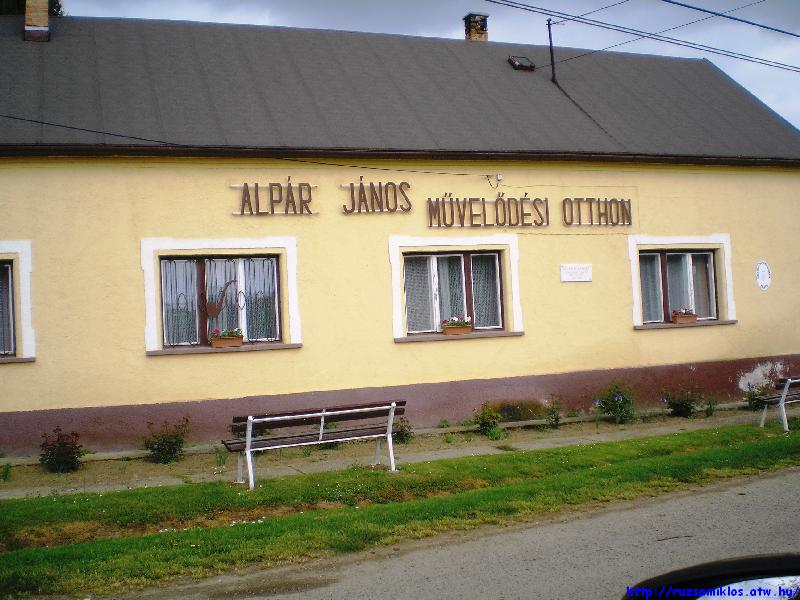 ALPÁR JÁNOS MŰVELŐDÉSI OTTHON
http://ruzsomiklos.atw.hu/